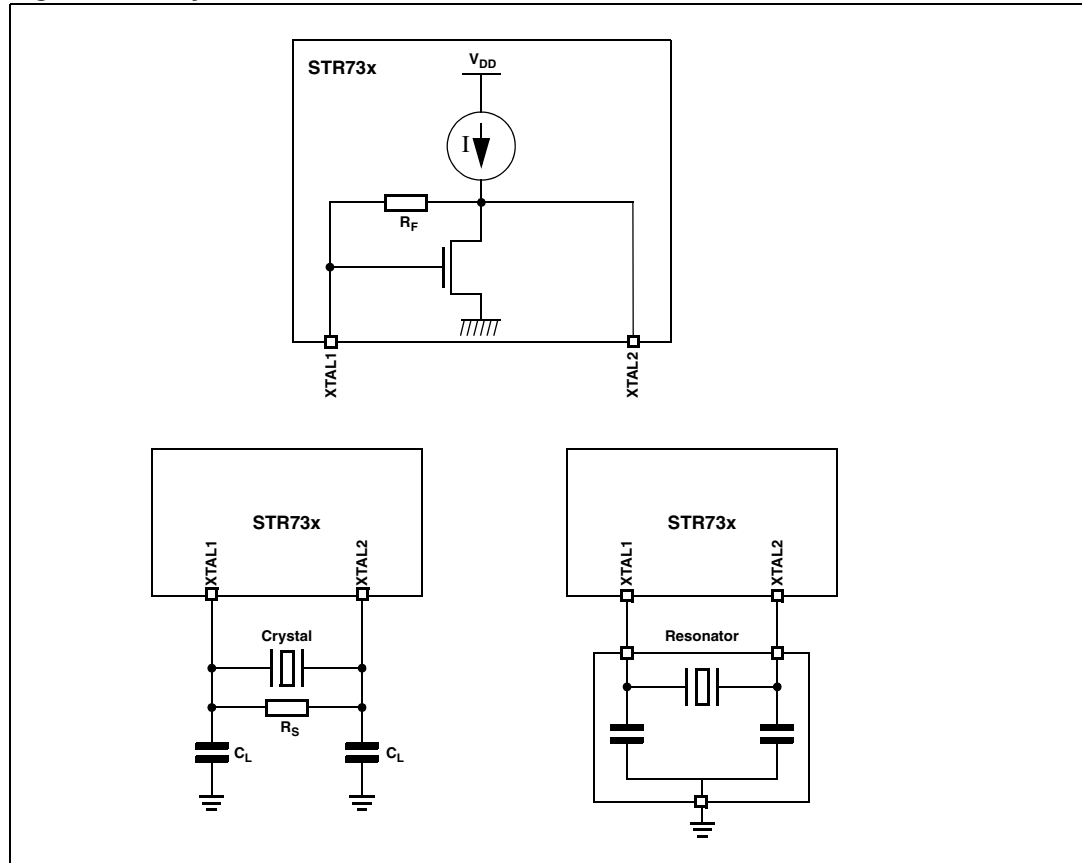 STR73x
VDD
I
RF
XTAL1
XTAL2
STR73x
XTAL1
XTAL2
Crystal
RS
CL
CL
STR73x
XTAL1
XTAL2
Resonator